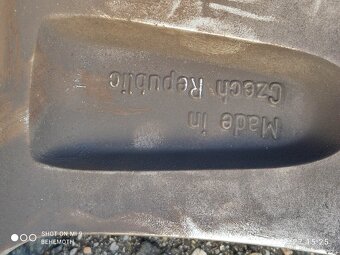 Made in
Czech Republic
SHOT ON MI 9
BEHEMOTH